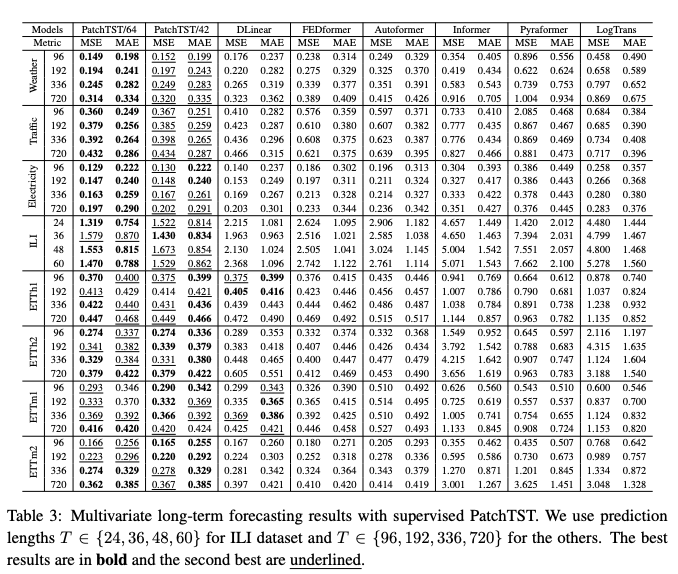 Models PatchTST/64 PatchTST/42 DLinear FEDformer Autoformer Informer Pyraformer LogTrans
Metric MSE MAE MSE MAE MSE MAE MSE MAE MSE MAE MSE MAE MSE MAE MSE MAE
Weather
96 0.149 0.198 0.152 0.199 0.176 0.237 0.238 0.314 0.249 0.329 0.354 0.405 0.896 0.556 0.458 0.490
192 0.194 0.241 0.197 0.243 0.220 0.282 0.275 0.329 0.325 0.370 0.419 0.434 0.622 0.624 0.658 0.589
336 0.245 0.282 0.249 0.283 0.265 0.319 0.339 0.377 0.351 0.391 0.583 0.543 0.739 0.753 0.797 0.652
720 0.314 0.334 0.320 0.335 0.323 0.362 0.389 0.409 0.415 0.426 0.916 0.705 1.004 0.934 0.869 0.675
Traffic
96 0.360 0.249 0.367 0.251 0.410 0.282 0.576 0.359 0.597 0.371 0.733 0.410 2.085 0.468 0.684 0.384
192 0.379 0.256 0.385 0.259 0.423 0.287 0.610 0.380 0.607 0.382 0.777 0.435 0.867 0.467 0.685 0.390
336 0.392 0.264 0.398 0.265 0.436 0.296 0.608 0.375 0.623 0.387 0.776 0.434 0.869 0.469 0.734 0.408
720 0.432 0.286 0.434 0.287 0.466 0.315 0.621 0.375 0.639 0.395 0.827 0.466 0.881 0.473 0.717 0.396
Electricity
96 0.129 0.222 0.130 0.222 0.140 0.237 0.186 0.302 0.196 0.313 0.304 0.393 0.386 0.449 0.258 0.357
192 0.147 0.240 0.148 0.240 0.153 0.249 0.197 0.311 0.211 0.324 0.327 0.417 0.386 0.443 0.266 0.368
336 0.163 0.259 0.167 0.261 0.169 0.267 0.213 0.328 0.214 0.327 0.333 0.422 0.378 0.443 0.280 0.380
720 0.197 0.290 0.202 0.291 0.203 0.301 0.233 0.344 0.236 0.342 0.351 0.427 0.376 0.445 0.283 0.376
ILI
24 1.319 0.754 1.522 0.814 2.215 1.081 2.624 1.095 2.906 1.182 4.657 1.449 1.420 2.012 4.480 1.444
36 1.579 0.870 1.430 0.834 1.963 0.963 2.516 1.021 2.585 1.038 4.650 1.463 7.394 2.031 4.799 1.467
48 1.553 0.815 1.673 0.854 2.130 1.024 2.505 1.041 3.024 1.145 5.004 1.542 7.551 2.057 4.800 1.468
60 1.470 0.788 1.529 0.862 2.368 1.096 2.742 1.122 2.761 1.114 5.071 1.543 7.662 2.100 5.278 1.560
ETTh1
96 0.370 0.400 0.375 0.399 0.375 0.399 0.376 0.415 0.435 0.446 0.941 0.769 0.664 0.612 0.878 0.740
192 0.413 0.429 0.414 0.421 0.405 0.416 0.423 0.446 0.456 0.457 1.007 0.786 0.790 0.681 1.037 0.824
336 0.422 0.440 0.431 0.436 0.439 0.443 0.444 0.462 0.486 0.487 1.038 0.784 0.891 0.738 1.238 0.932
720 0.447 0.468 0.449 0.466 0.472 0.490 0.469 0.492 0.515 0.517 1.144 0.857 0.963 0.782 1.135 0.852
ETTh2
96 0.274 0.337 0.274 0.336 0.289 0.353 0.332 0.374 0.332 0.368 1.549 0.952 0.645 0.597 2.116 1.197
192 0.341 0.382 0.339 0.379 0.383 0.418 0.407 0.446 0.426 0.434 3.792 1.542 0.788 0.683 4.315 1.635
336 0.329 0.384 0.331 0.380 0.448 0.465 0.400 0.447 0.477 0.479 4.215 1.642 0.907 0.747 1.124 1.604
720 0.379 0.422 0.379 0.422 0.605 0.551 0.412 0.469 0.453 0.490 3.656 1.619 0.963 0.783 3.188 1.540
ETTm1
96 0.293 0.346 0.290 0.342 0.299 0.343 0.326 0.390 0.510 0.492 0.626 0.560 0.543 0.510 0.600 0.546
192 0.333 0.370 0.332 0.369 0.335 0.365 0.365 0.415 0.514 0.495 0.725 0.619 0.557 0.537 0.837 0.700
336 0.369 0.392 0.366 0.392 0.369 0.386 0.392 0.425 0.510 0.492 1.005 0.741 0.754 0.655 1.124 0.832
720 0.416 0.420 0.420 0.424 0.425 0.421 0.446 0.458 0.527 0.493 1.133 0.845 0.908 0.724 1.153 0.820
ETTm2
96 0.166 0.256 0.165 0.255 0.167 0.260 0.180 0.271 0.205 0.293 0.355 0.462 0.435 0.507 0.768 0.642
192 0.223 0.296 0.220 0.292 0.224 0.303 0.252 0.318 0.278 0.336 0.595 0.586 0.730 0.673 0.989 0.757
336 0.274 0.329 0.278 0.329 0.281 0.342 0.324 0.364 0.343 0.379 1.270 0.871 1.201 0.845 1.334 0.872
720 0.362 0.385 0.367 0.385 0.397 0.421 0.410 0.420 0.414 0.419 3.001 1.267 3.625 1.451 3.048 1.328
Table 3: Multivariate long-term forecasting results with supervised PatchTST. We use prediction
lengths T ∈ {24, 36, 48, 60} for ILI dataset and T ∈ {96, 192, 336, 720} for the others. The best
results are in bold and the second best are underlined.